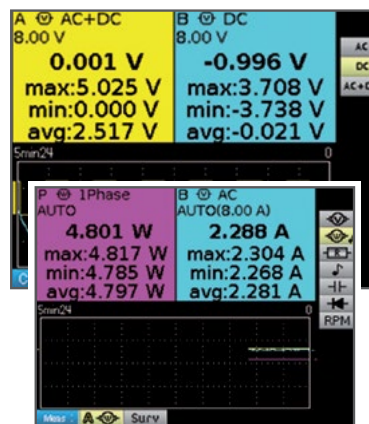 A AC+DC
8.00 V
0.001 V
max:5.025 V
min:0.000 V
avg:2.517 V
B DC
8.00 V
-0.996 V
max:3.708 V
min:-3.738 V
avg:-0.021 V
AC
DC
AC+D
5min24 0
P 1Phase
AUTO
4.801 W
max:4.817 W
min:4.785 W
avg:4.797 W
B AC
AUTO(8.00 A)
2.288 A
max:2.304 A
min:2.268 A
avg:2.281 A
RPM
5min24 0
C
Meas : A W Surv